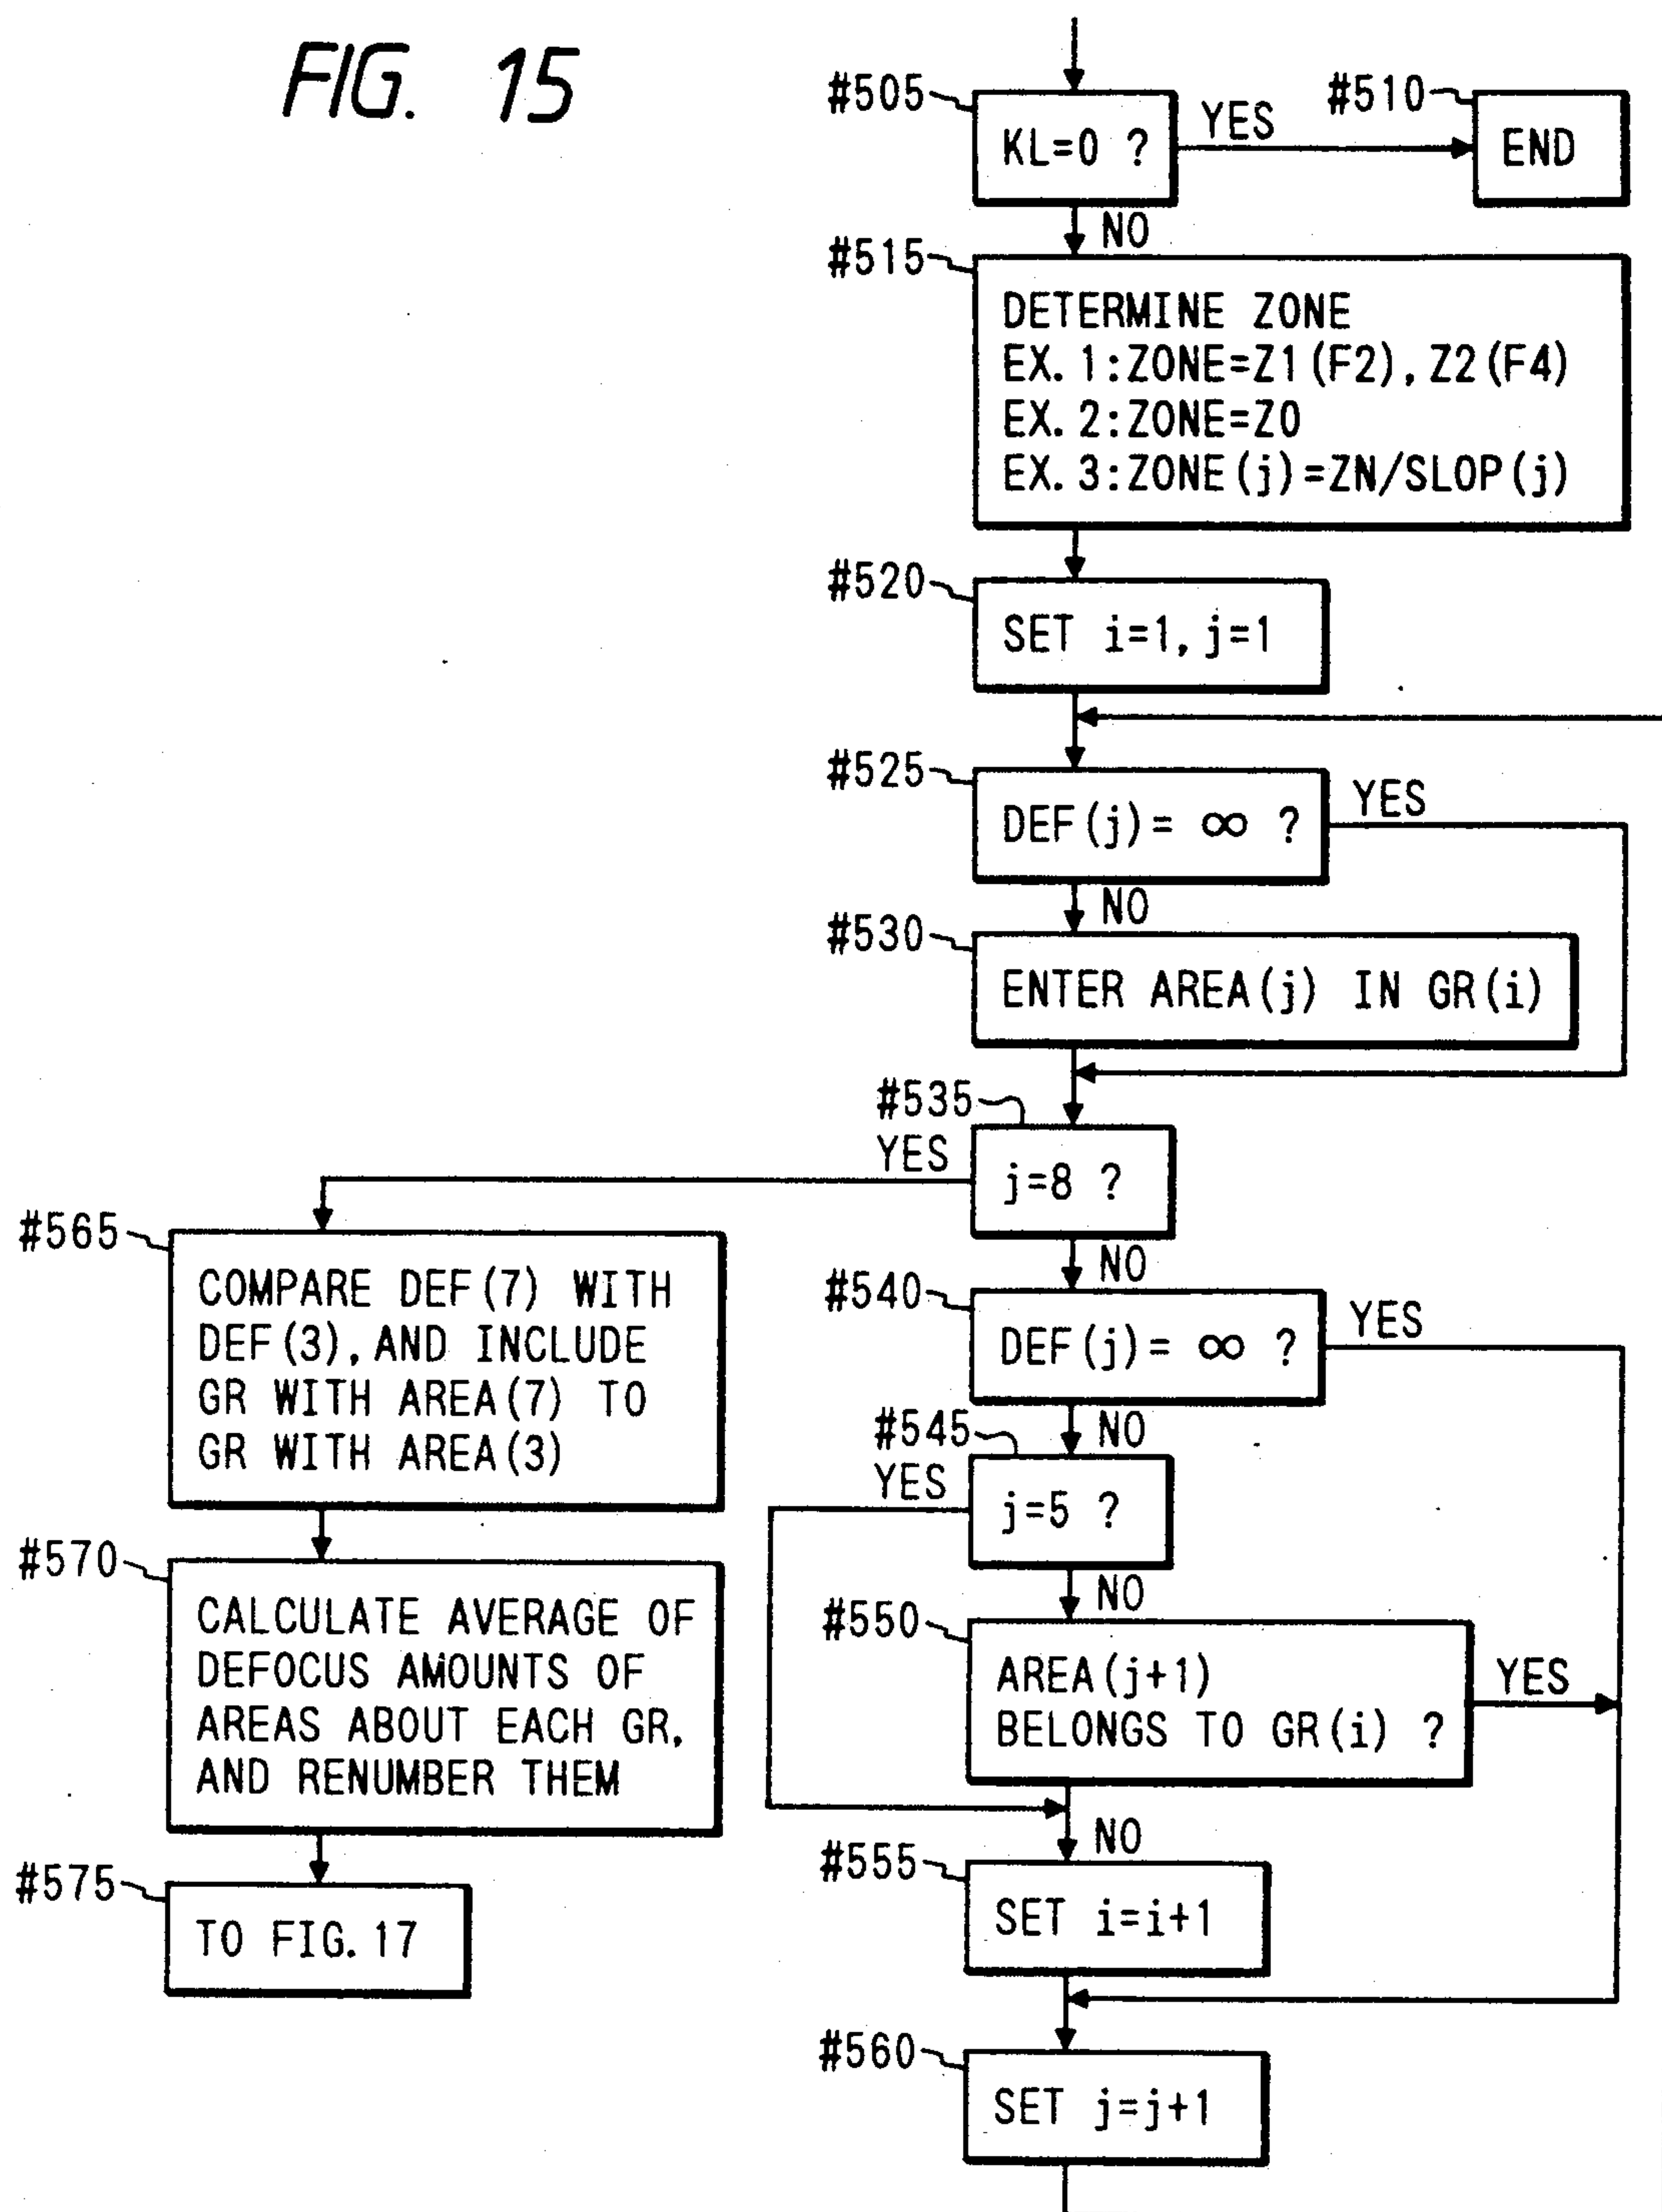 FIG. 15
#505
KL=0 ?
YES
#510
END
NO
#515
DETERMINE ZONE
EX. 1:ZONE=Z1(F2), Z2(F4)
EX. 2:ZONE=Z0
EX. 3:ZONE(j)=ZN/SLOP(j)
#520
SET i=1, j=1
#525
DEF(j)= ∞ ?
YES
NO
#530
ENTER AREA(j) IN GR(i)
#535
YES
j=8 ?
NO
#540
DEF(j)= ∞ ?
YES
NO
#545
YES
j=5 ?
NO
#550
AREA(j+1)
BELONGS TO GR(i) ?
YES
NO
#555
SET i=i+1
#560
SET j=j+1
#565
COMPARE DEF(7) WITH
DEF(3), AND INCLUDE
GR WITH AREA(7) TO
GR WITH AREA(3)
#570
CALCULATE AVERAGE OF
DEFOCUS AMOUNTS OF
AREAS ABOUT EACH GR,
AND RENUMBER THEM
#575
TO FIG. 17